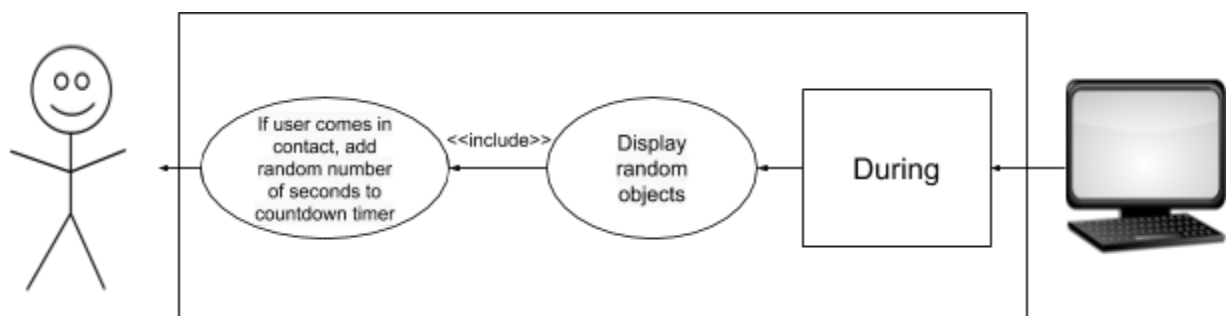 If user comes in
contact, add
random number
of seconds to
countdown timer
<<include>>
Display
random
objects
During